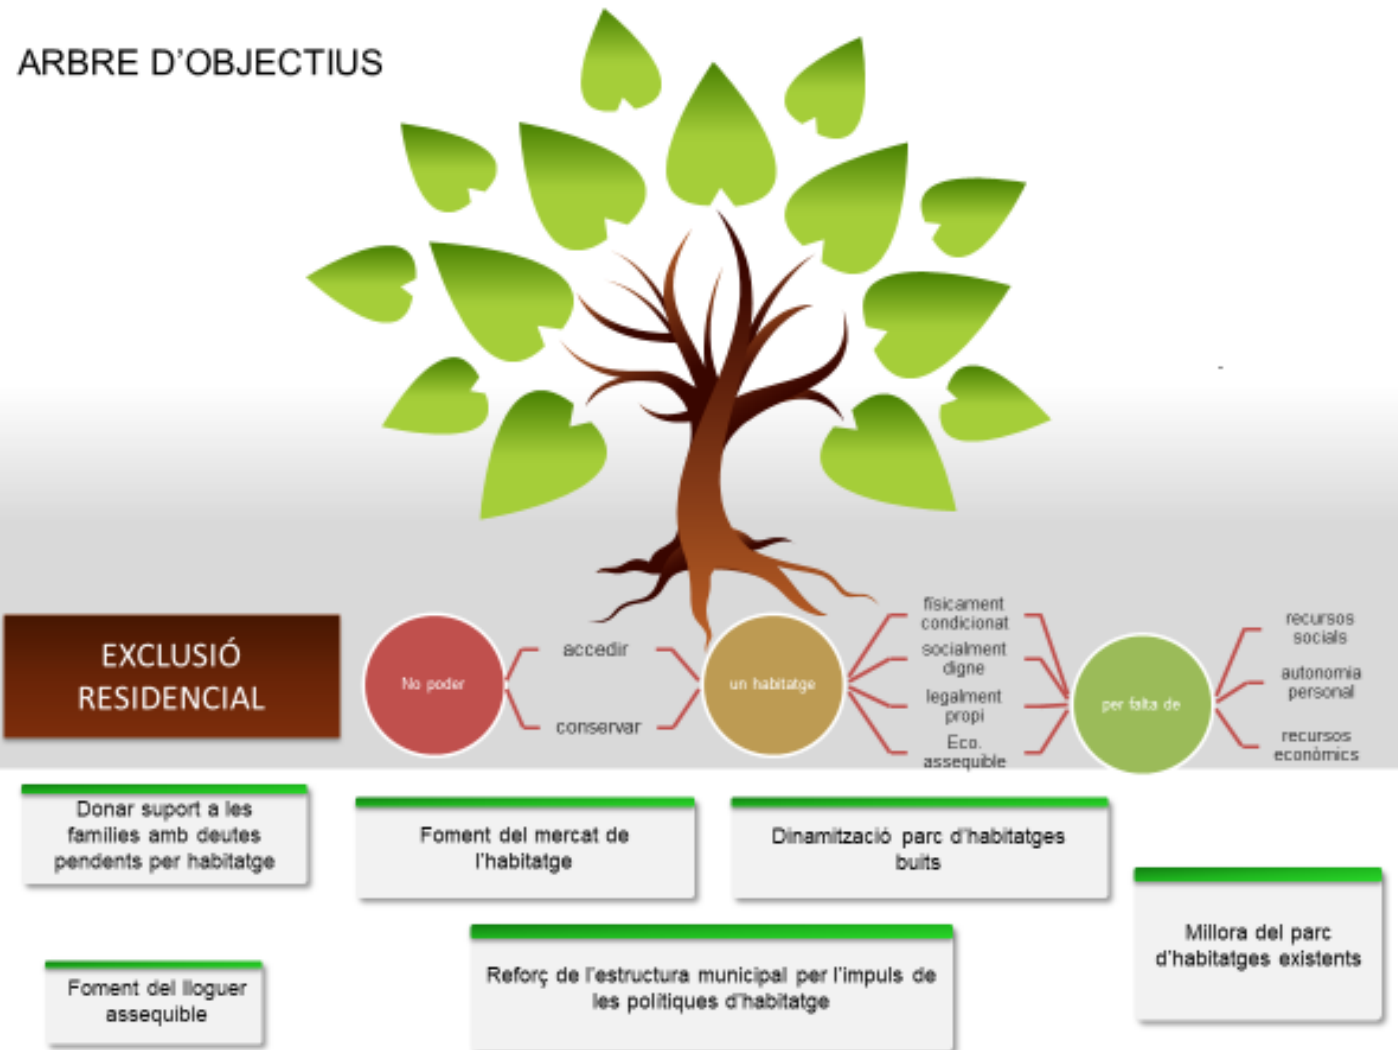 ARBRE D'OBJECTIUS
EXCLUSIÓ
RESIDENCIAL
No poder
accedir
conservar
un habitatge
físicament
condicionat
socialment
digne
legalment
propi
Eco.
assequible
per falta de
recursos
socials
autonomia
personal
recursos
econòmics
Donar suport a les
famílies amb deutes
pendents per habitatge
Foment del mercat de
l'habitatge
Dinamització parc d'habitatges
buits
Millora del parc
d'habitatges existents
Foment del lloguer
assequible
Reforç de l'estructura municipal per l'impuls de
les polítiques d'habitatge